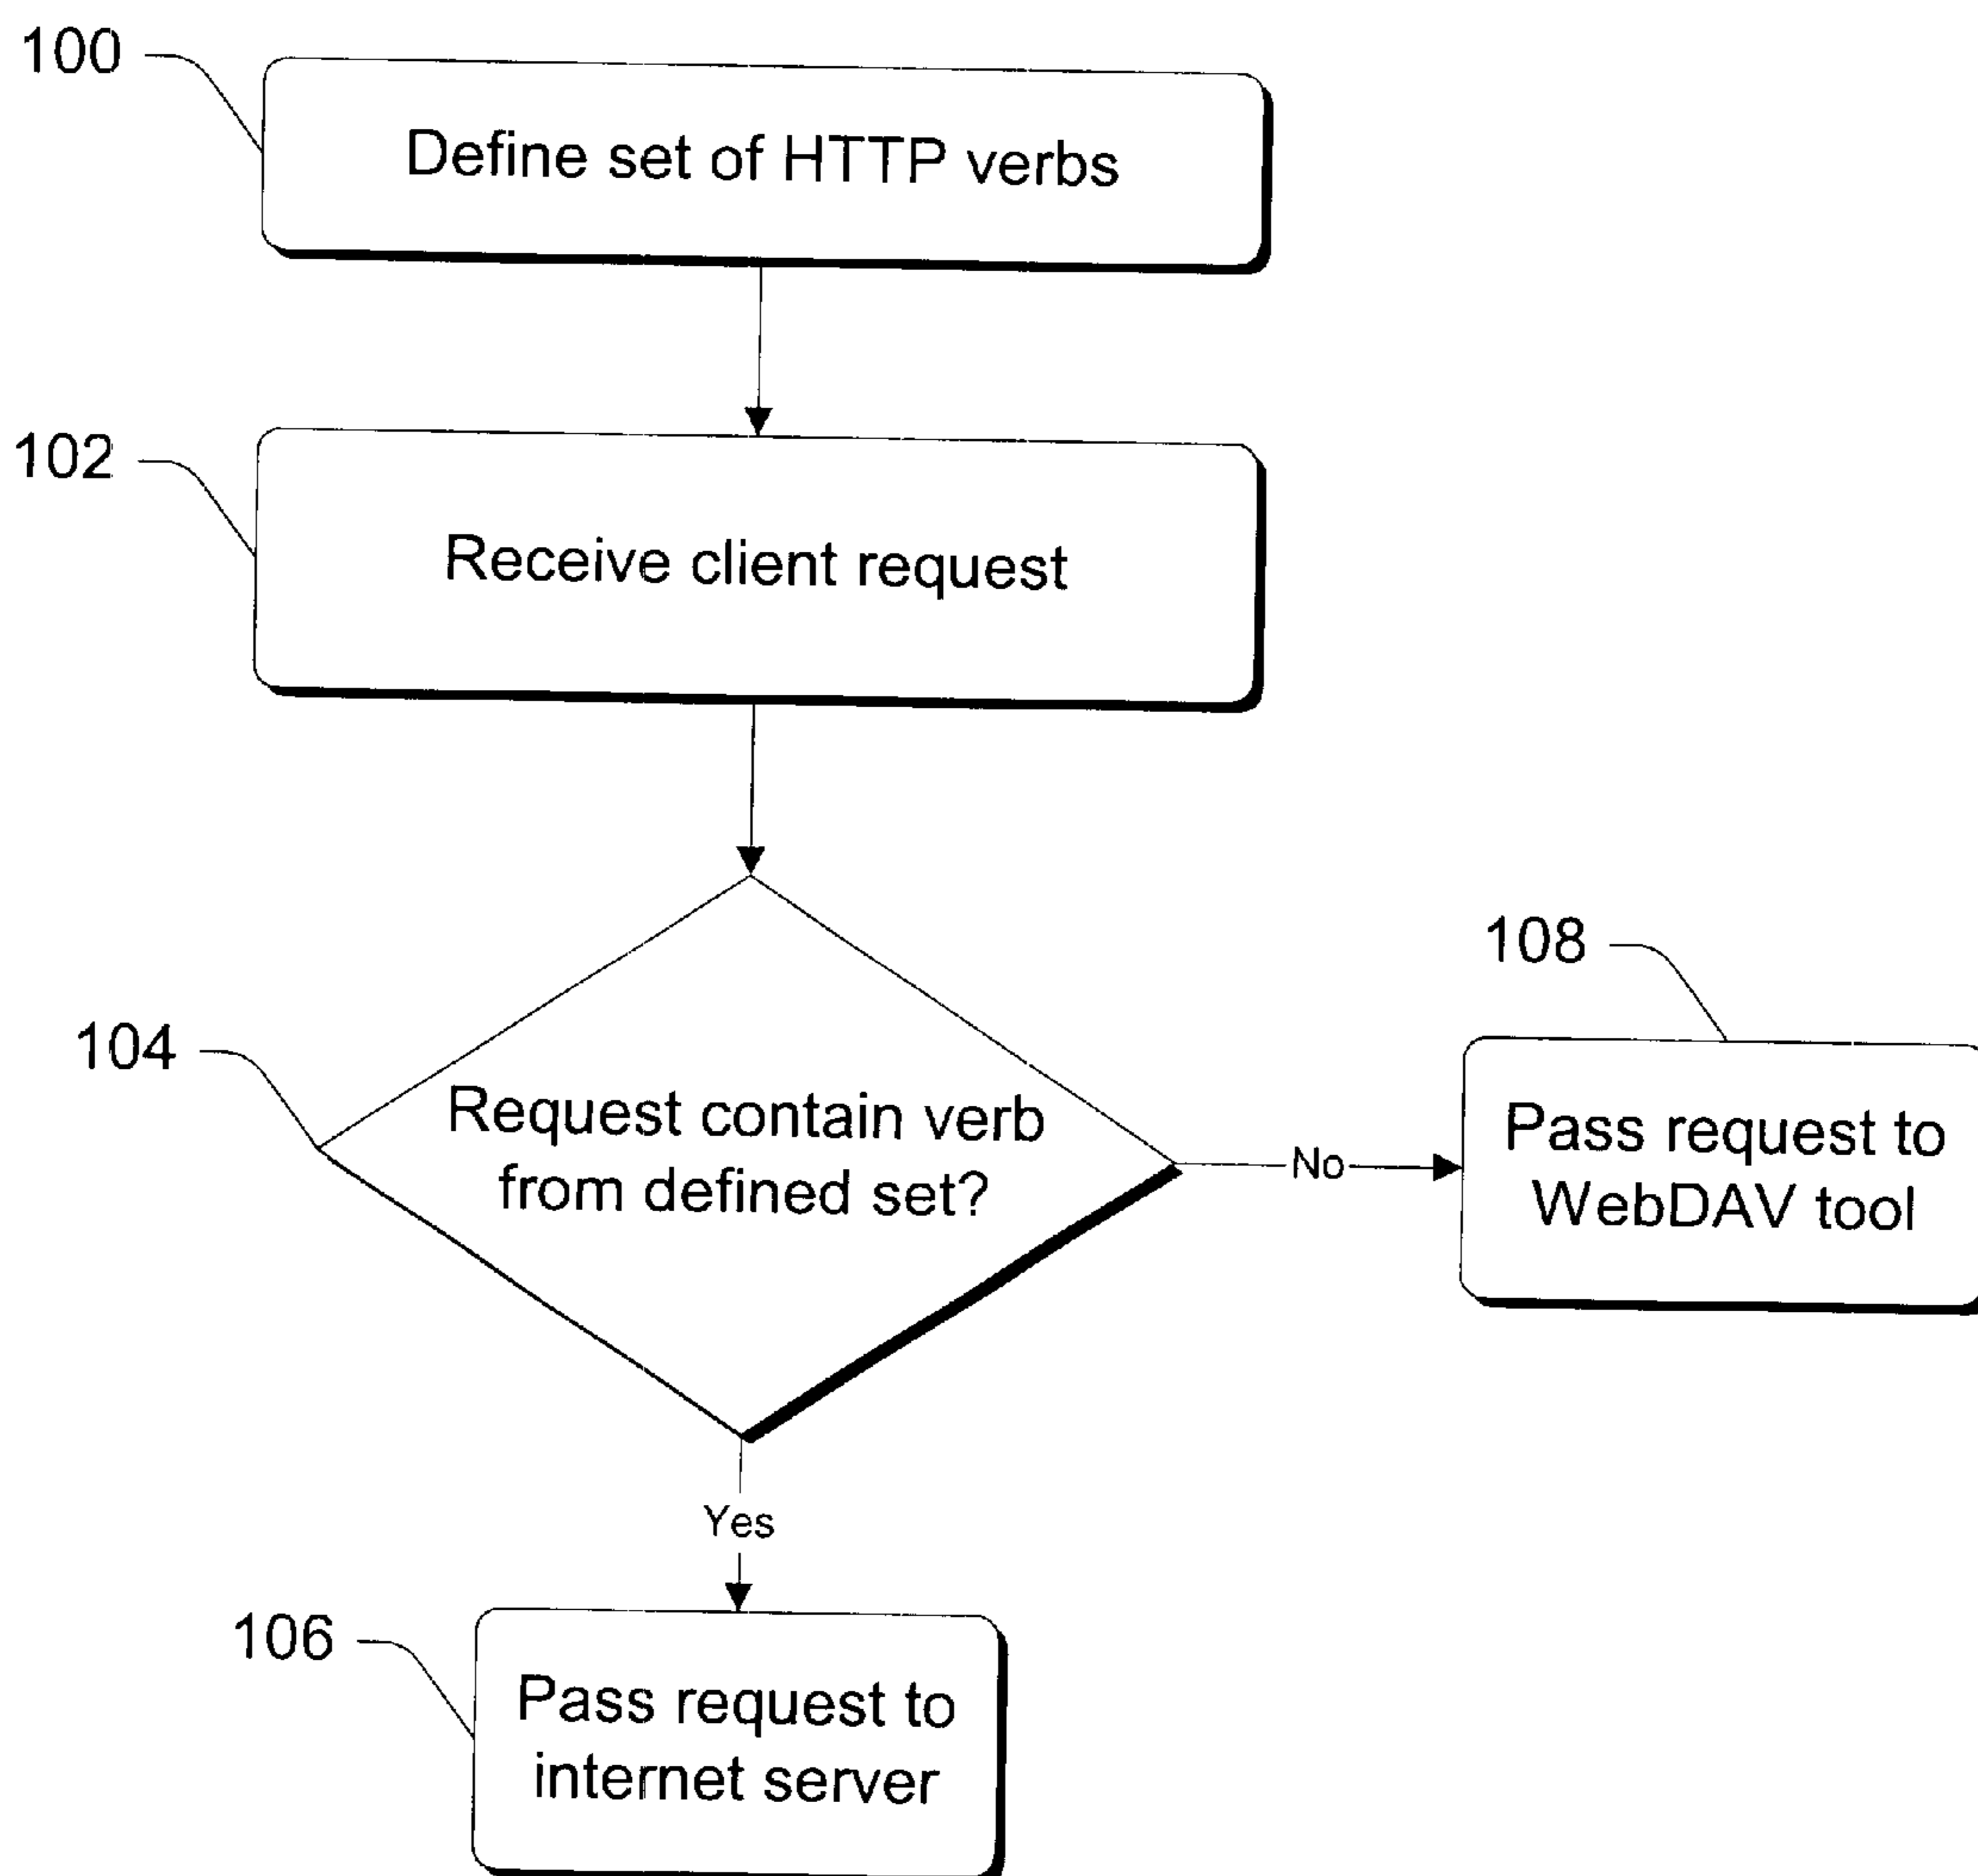 100
Define set of HTTP verbs
102
Receive client request
104
Request contain verb
from defined set?
No
108
Pass request to
WebDAV tool
Yes
106
Pass request to
internet server